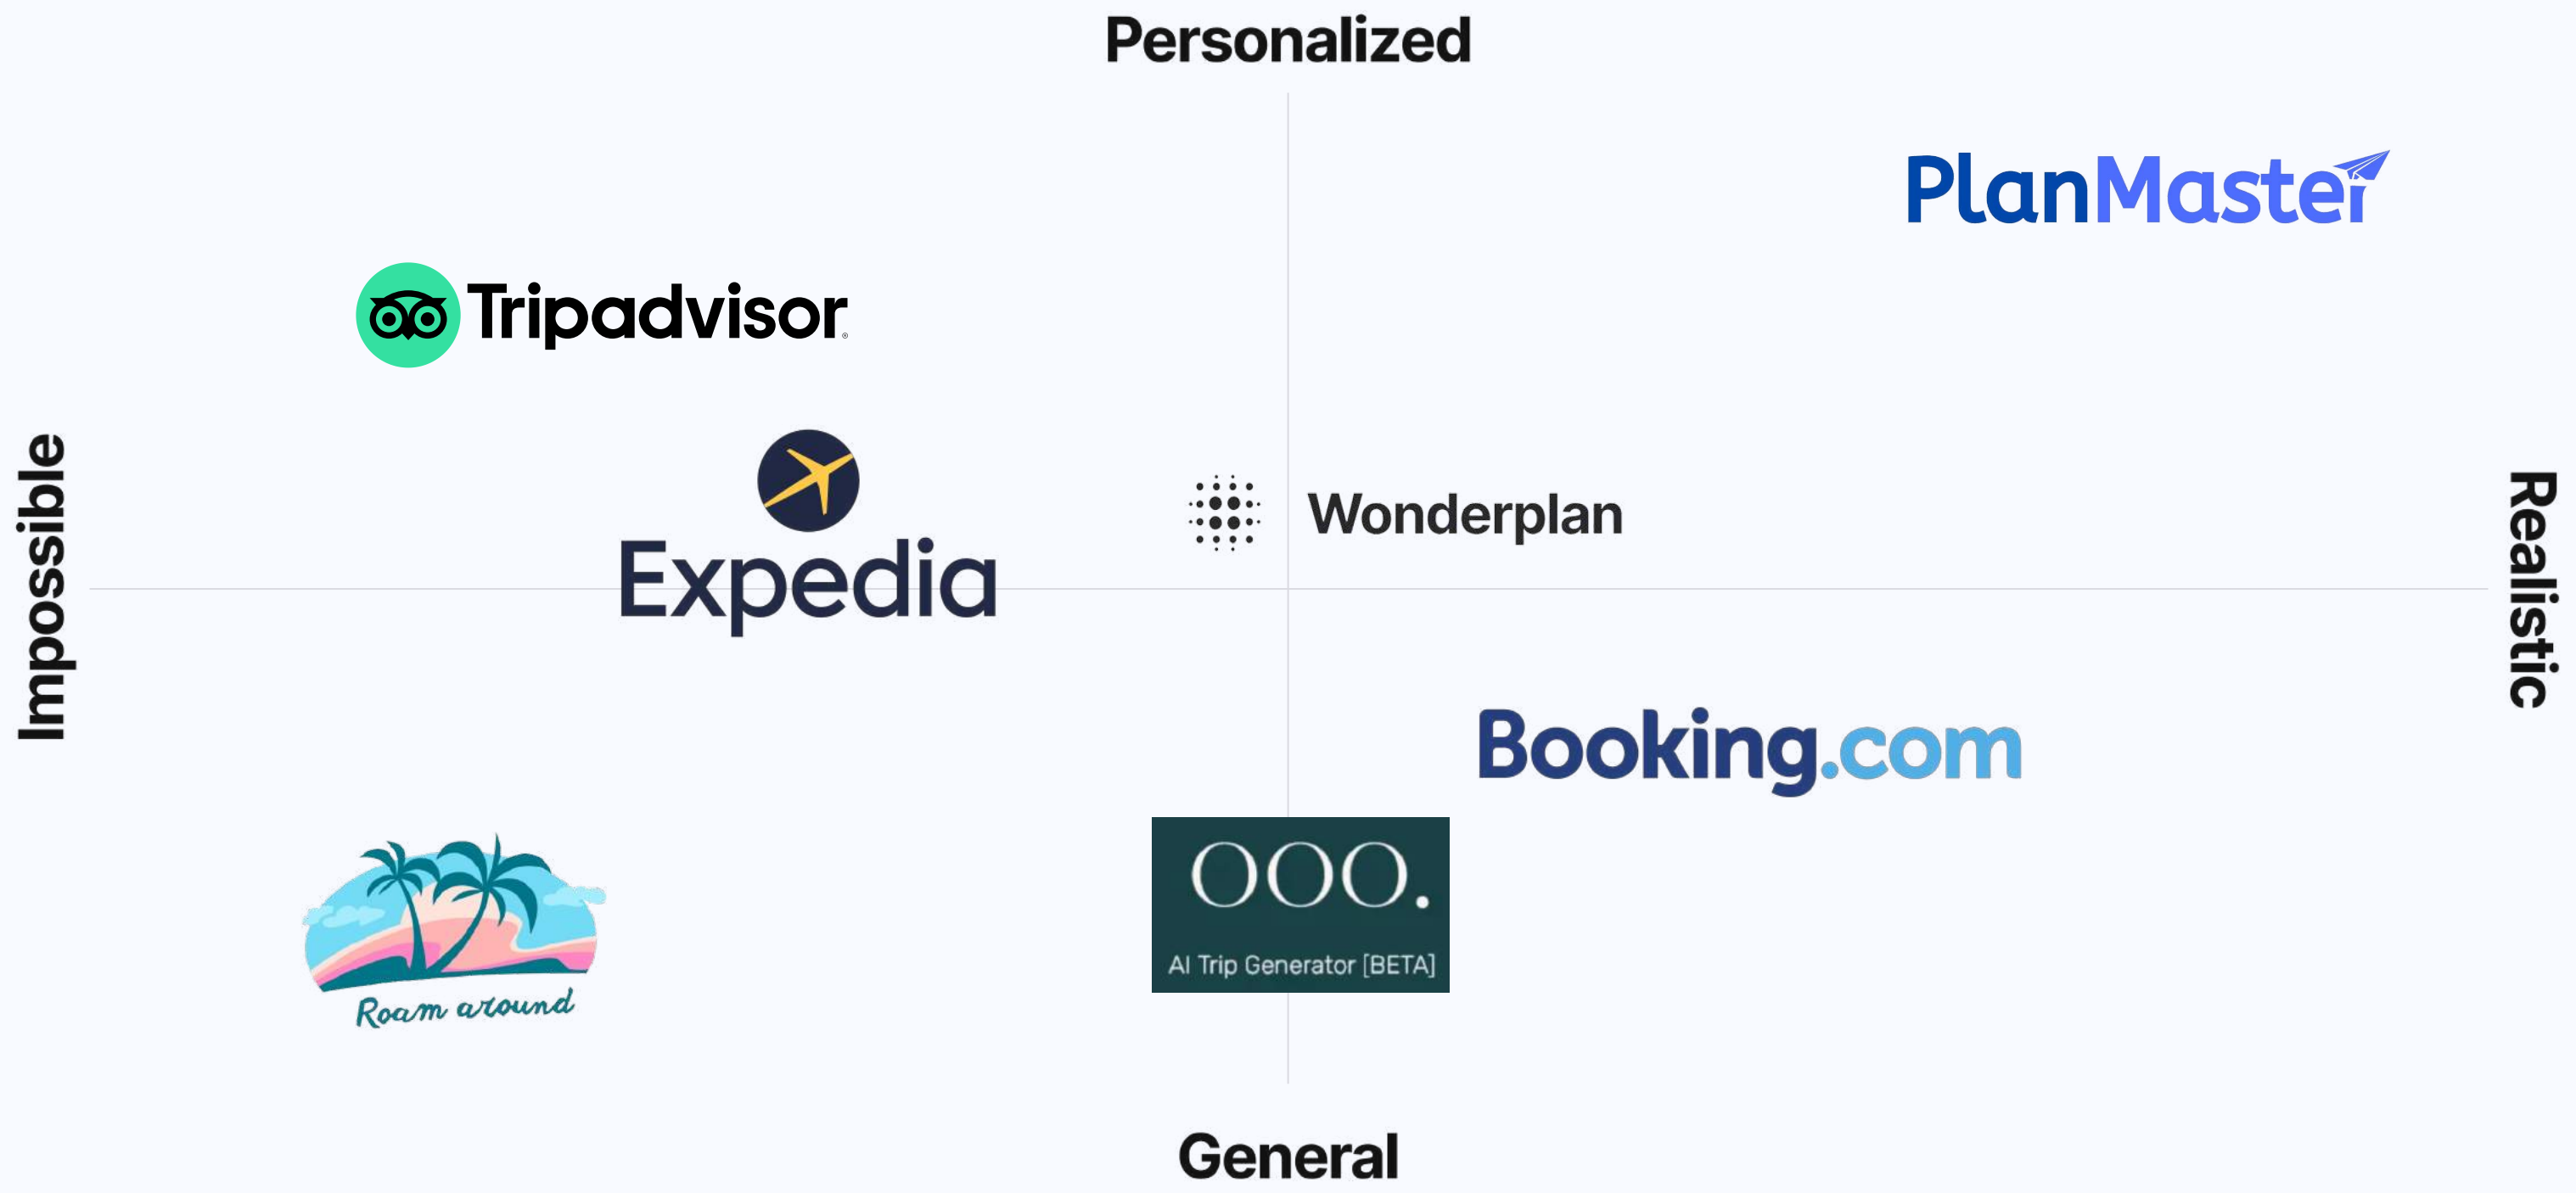 Personalized
PlanMaster
Tripadvisor®
Impossible
Expedia
Wonderplan
Realistic
Booking.com
OOO.
AI Trip Generator [BETA]
Roam around
General